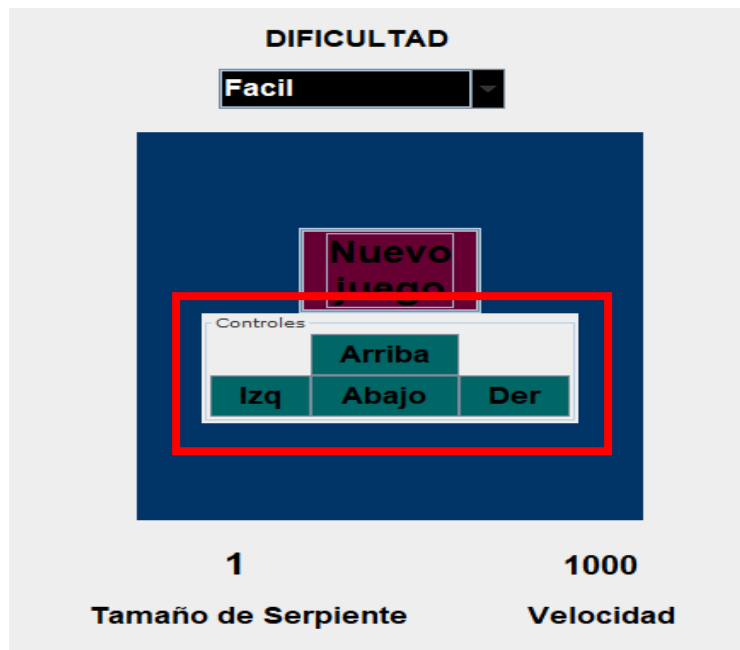 DIFICULTAD
Facil
Nuevo
juego
Controles
Arriba
Izq Abajo Der
1 1000
Tamaño de Serpiente Velocidad